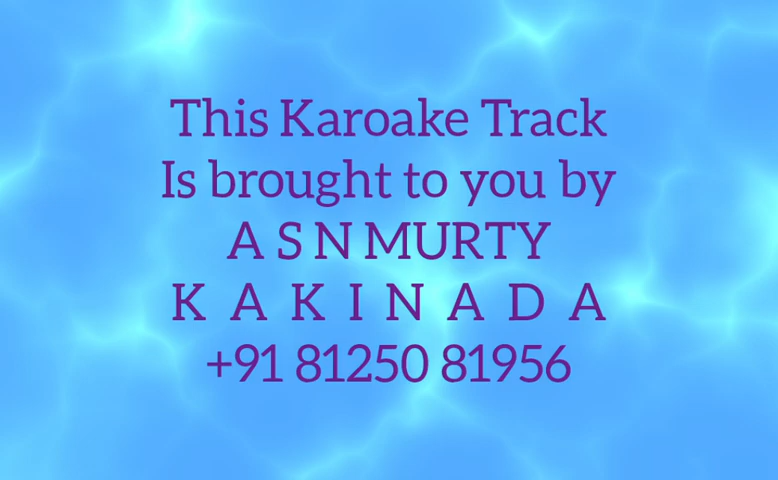 This Karoake Track
Is brought to you by
A S N MURTY
K A K I N A D A
+91 81250 81956